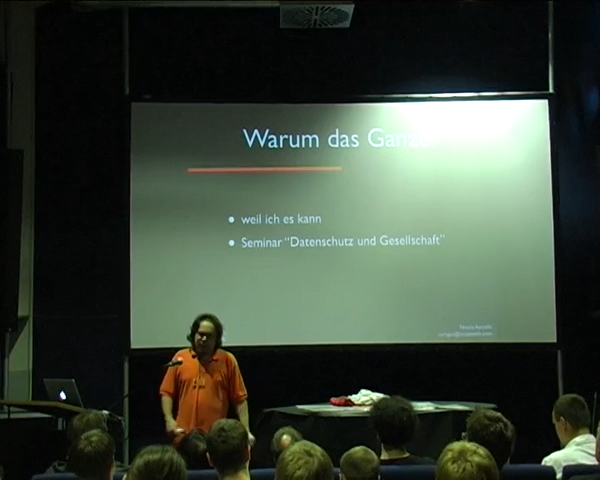 Warum das Ganze
weil ich es kann
Seminar "Datenschutz und Gesellschaft"